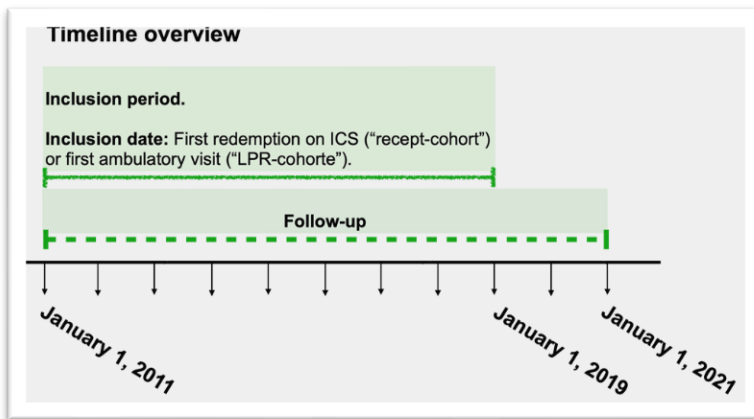 Timeline overview
Inclusion period.
Inclusion date: First redemption on ICS (“recept-cohort”)
or first ambulatory visit (“LPR-cohorte”).
Follow-up
January 1, 2011
January 1, 2019
January 1, 2021